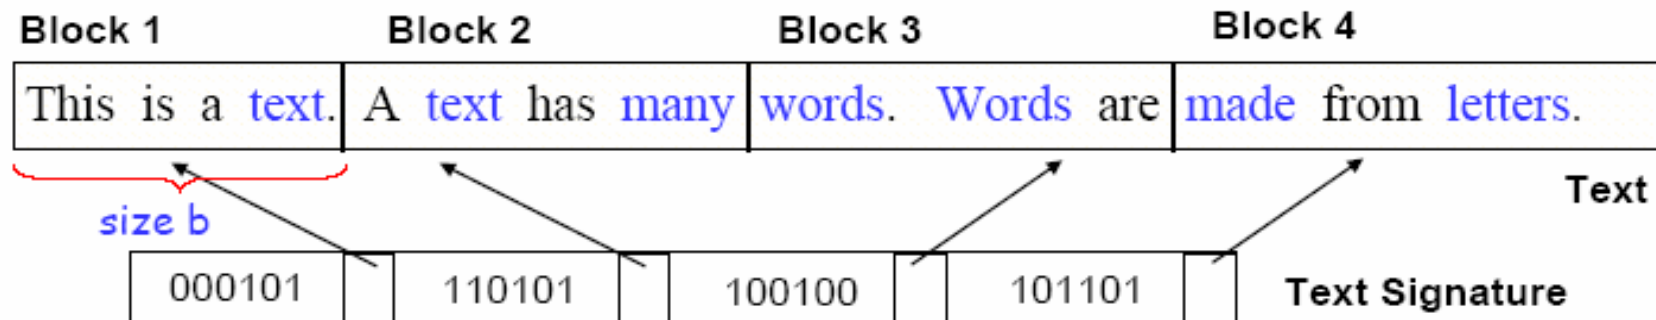 Block 1 Block 2 Block 3 Block 4
This is a text. A text has many words. Words are made from letters.
Text
size b
000101 110101 100100 101101 Text Signature